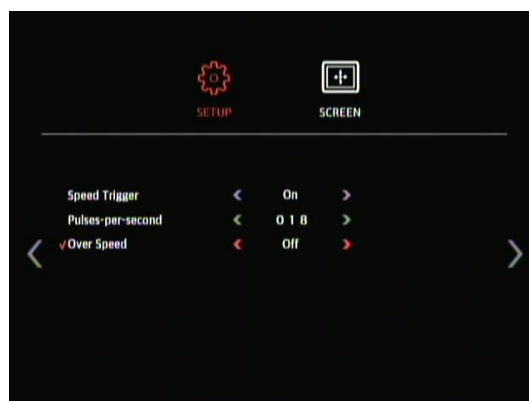 SETUP SCREEN
Speed Trigger On
Pulses-per-second 0 1 8
√Over Speed Off